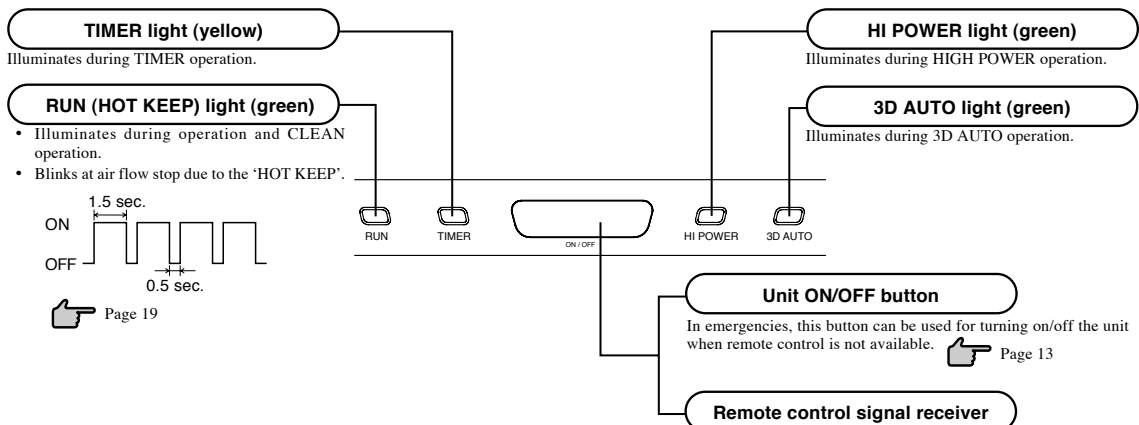 TIMER light (yellow)
Illuminates during TIMER operation.
RUN (HOT KEEP) light (green)
• Illuminates during operation and CLEAN
operation.
• Blinks at air flow stop due to the ‘HOT KEEP’.
1.5 sec.
ON
OFF
0.5 sec.
Page 19
HI POWER light (green)
Illuminates during HIGH POWER operation.
3D AUTO light (green)
Illuminates during 3D AUTO operation.
RUN
TIMER
ON / OFF
HI POWER
3D AUTO
Unit ON/OFF button
In emergencies, this button can be used for turning on/off the unit
when remote control is not available.
Page 13
Remote control signal receiver